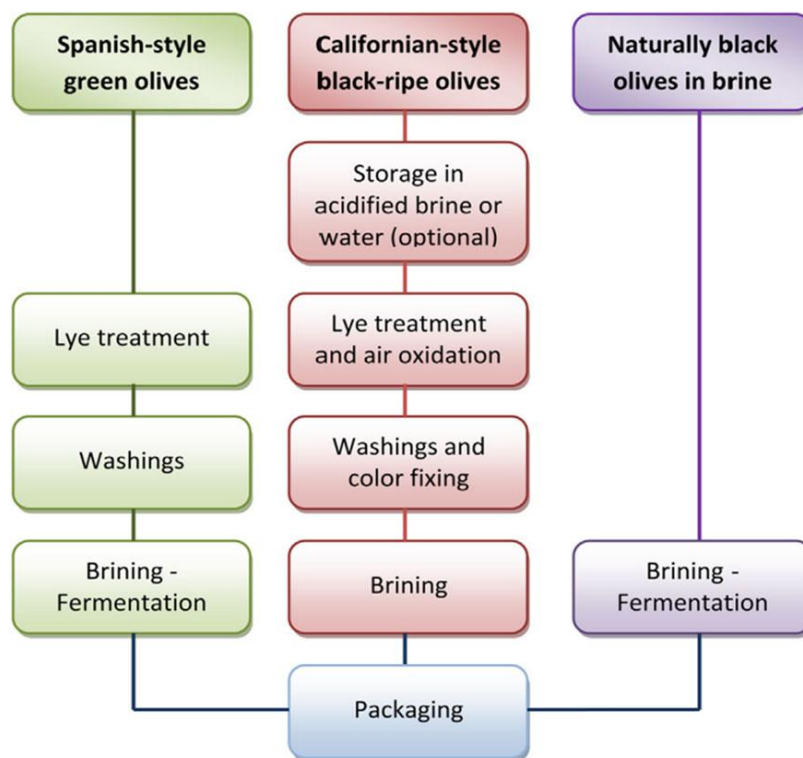 Spanish-style
green olives
Californian-style
black-ripe olives
Naturally black
olives in brine
Storage in
acidified brine or
water (optional)
Lye treatment
Lye treatment
and air oxidation
Washings
Washings and
color fixing
Brining -
Fermentation
Brining
Brining -
Fermentation
Packaging